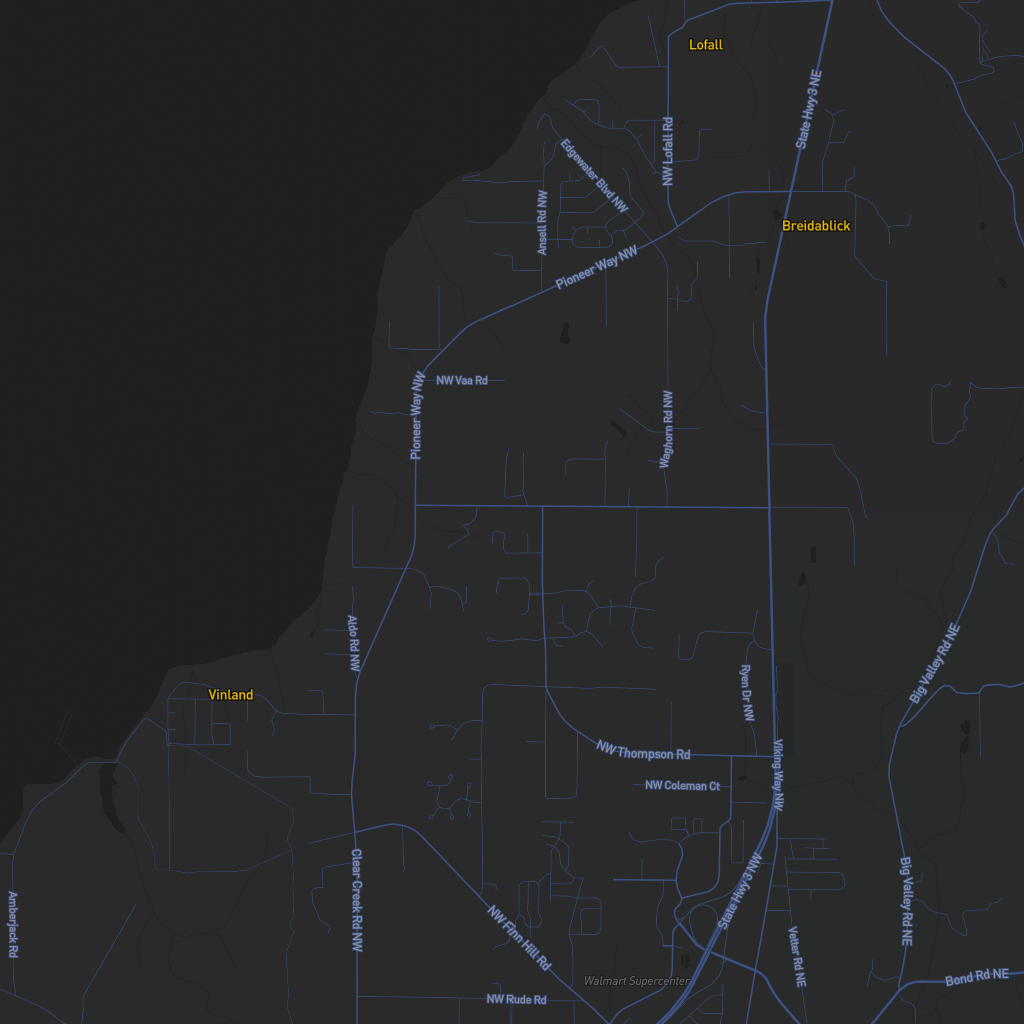 Lofall
State Hwy 3 NE
NW Lofall Rd
Edgewater Blvd NW
Ansell Rd NW
Breidablick
Pioneer Way NW
NW Vaa Rd
Pioneer Way NW
Waghorn Rd NW
Aldo Rd NW
Big Valley Rd NE
Vinland
Ryen Dr NW
NW Thompson Rd
Viking Way NW
NW Coleman Ct
Clear Creek Rd NW
State Hwy 3 NW
Big Valley Rd NE
Amberjack Rd
NW Finn Hill Rd
Vetter Rd NE
Walmart Supercenter
Bond Rd NE
NW Rude Rd